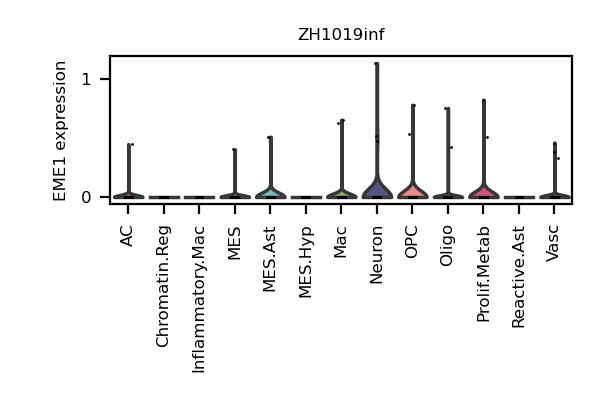 ZH1019inf
EME1 expression
1
0
AC
Chromatin.Reg
Inflammatory.Mac
MES
MES.Ast
MES.Hyp
Mac
Neuron
OPC
Oligo
Prolif.Metab
Reactive.Ast
Vasc